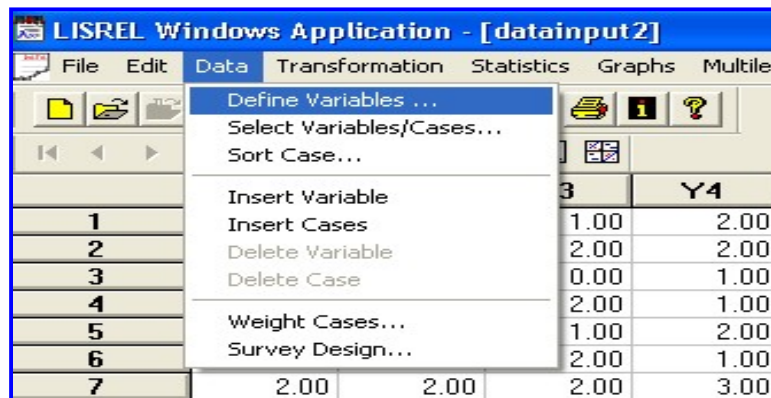 LISREL Windows Application - [datainput2]
File Edit Data Transformation Statistics Graphs Multile
Define Variables ...
Select Variables/Cases...
Sort Case...
Insert Variable
Insert Cases
Delete Variable
Delete Case
Weight Cases...
Survey Design...
3 Y4
1 1.00 2.00
2 2.00 2.00
3 0.00 1.00
4 2.00 1.00
5 1.00 2.00
6 2.00 1.00
7 2.00 2.00 2.00 3.00